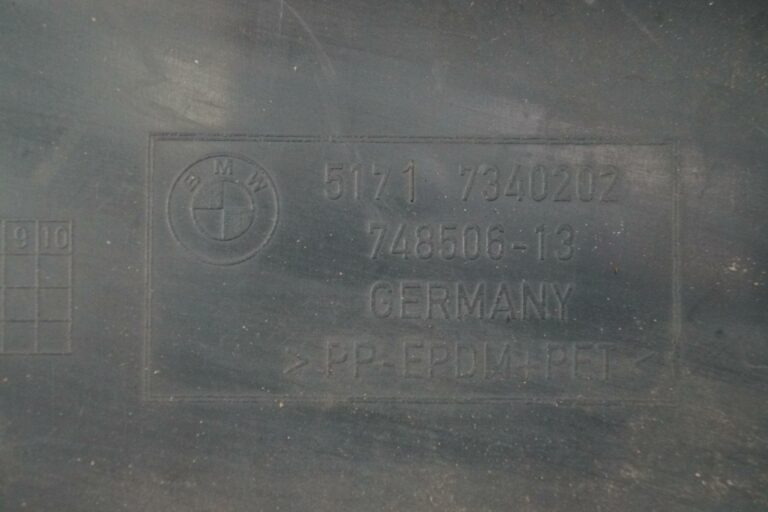 BMW
5171 7340202
748506-13
GERMANY
>PP-EPDM+PET<
9 10